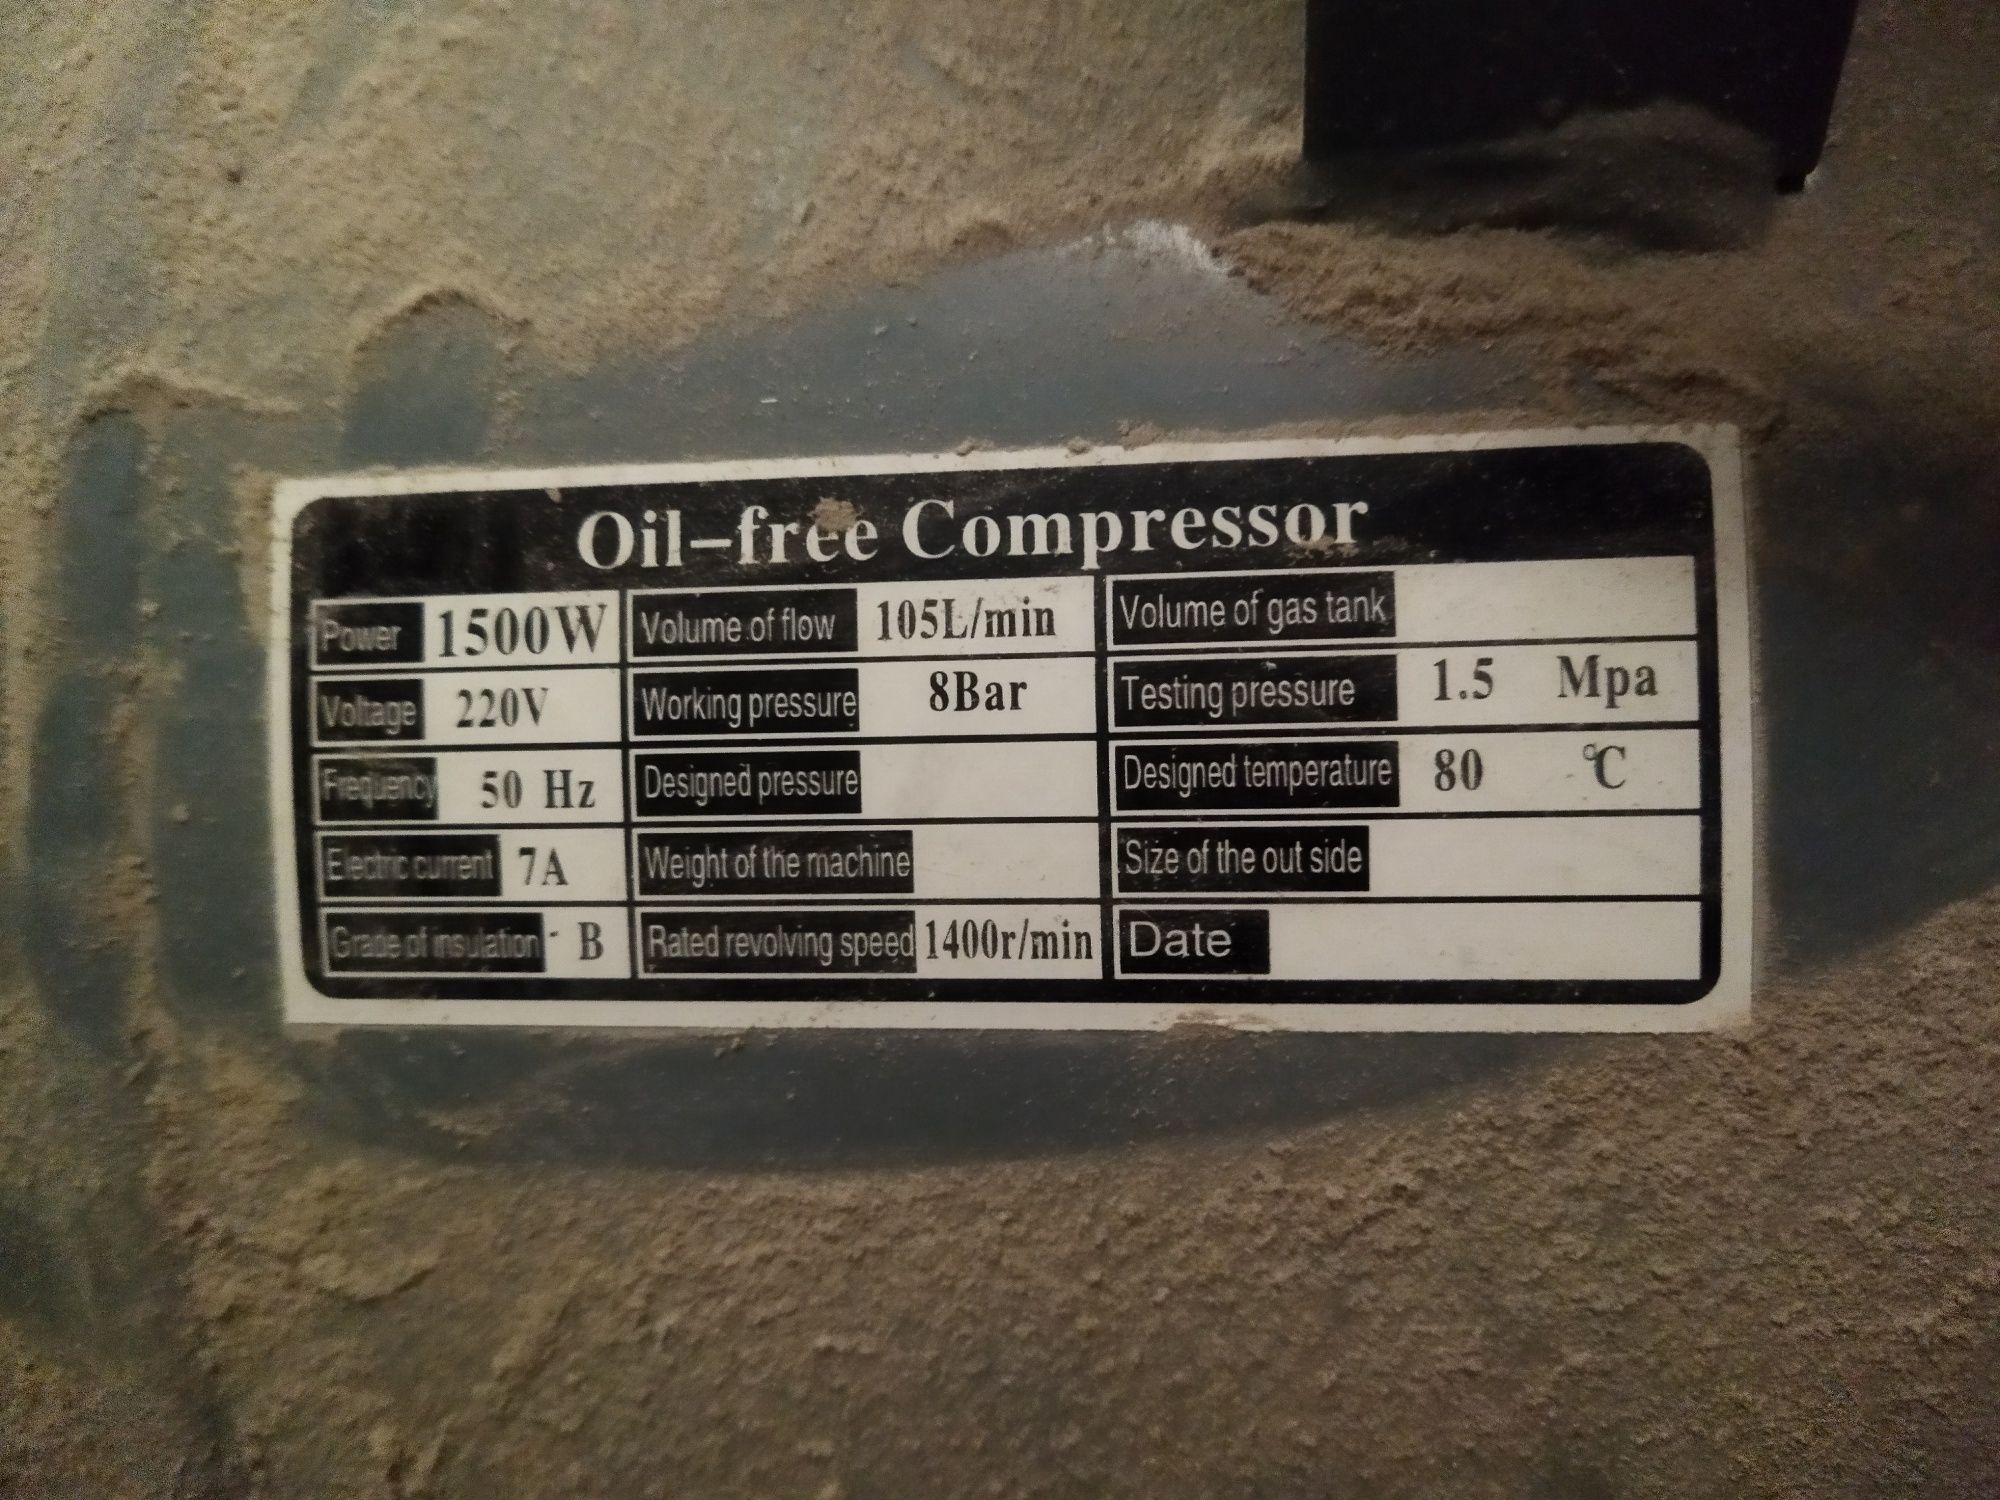 Oil-free Compressor
Power 1500W Volume of flow 105L/min Volume of gas tank
Voltage 220V Working pressure 8Bar Testing pressure 1.5 Mpa
Frequency 50 Hz Designed pressure Designed temperature 80 ℃
Electric current 7A Weight of the machine Size of the out side
Grade of insulation B Rated revolving speed 1400r/min Date